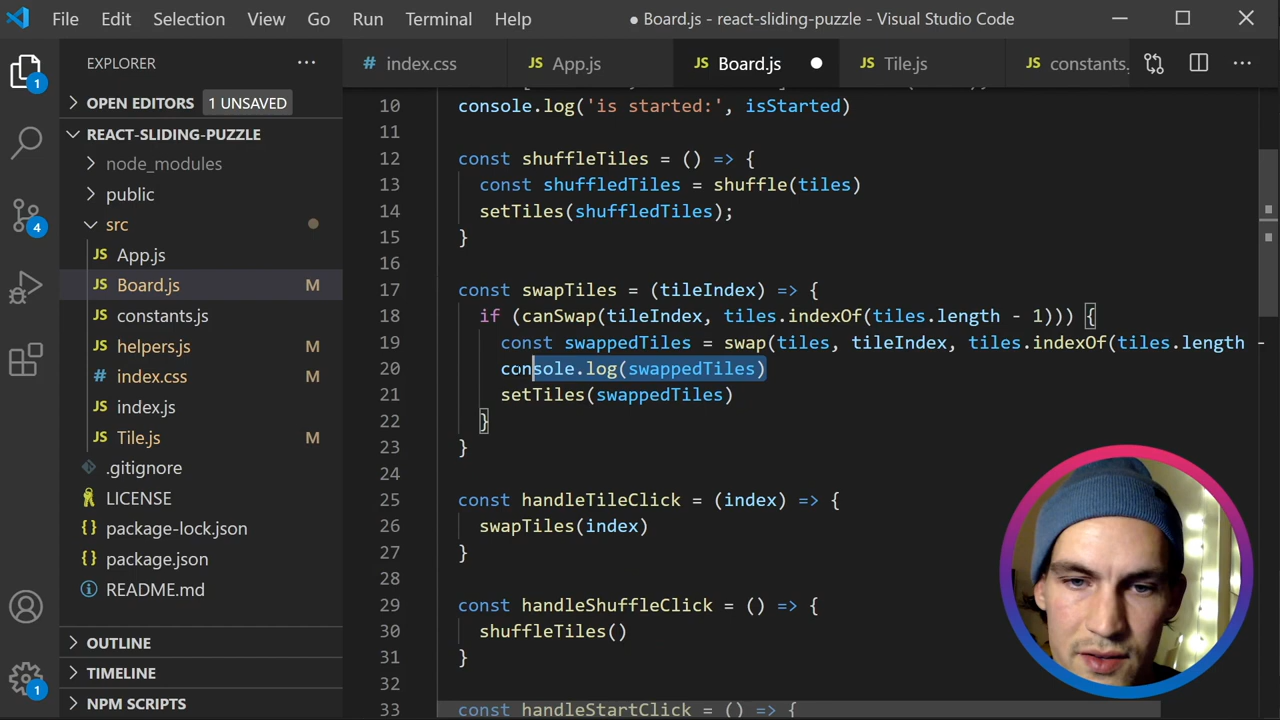 File Edit Selection View Go Run Terminal Help
● Board.js - react-sliding-puzzle - Visual Studio Code
EXPLORER
# index.css
JS App.js
JS Board.js
JS Tile.js
JS constants.
OPEN EDITORS 1 UNSAVED
REACT-SLIDING-PUZZLE
node_modules
public
src
JS App.js
JS Board.js M
JS constants.js
JS helpers.js M
# index.css M
JS index.js
JS Tile.js M
.gitignore
LICENSE
{} package-lock.json
{} package.json
README.md
OUTLINE
TIMELINE
NPM SCRIPTS
1
4
1
10 console.log('is started:', isStarted)
11
12 const shuffleTiles = () => {
13 const shuffledTiles = shuffle(tiles)
14 setTiles(shuffledTiles);
15 }
16
17 const swapTiles = (tileIndex) => {
18 if (canSwap(tileIndex, tiles.indexOf(tiles.length - 1))) {
19 const swappedTiles = swap(tiles, tileIndex, tiles.indexOf(tiles.length -
20 console.log(swappedTiles)
21 setTiles(swappedTiles)
22 }
23 }
24
25 const handleTileClick = (index) => {
26 swapTiles(index)
27 }
28
29 const handleShuffleClick = () => {
30 shuffleTiles()
31 }
32
33 const handleStartClick = () => {